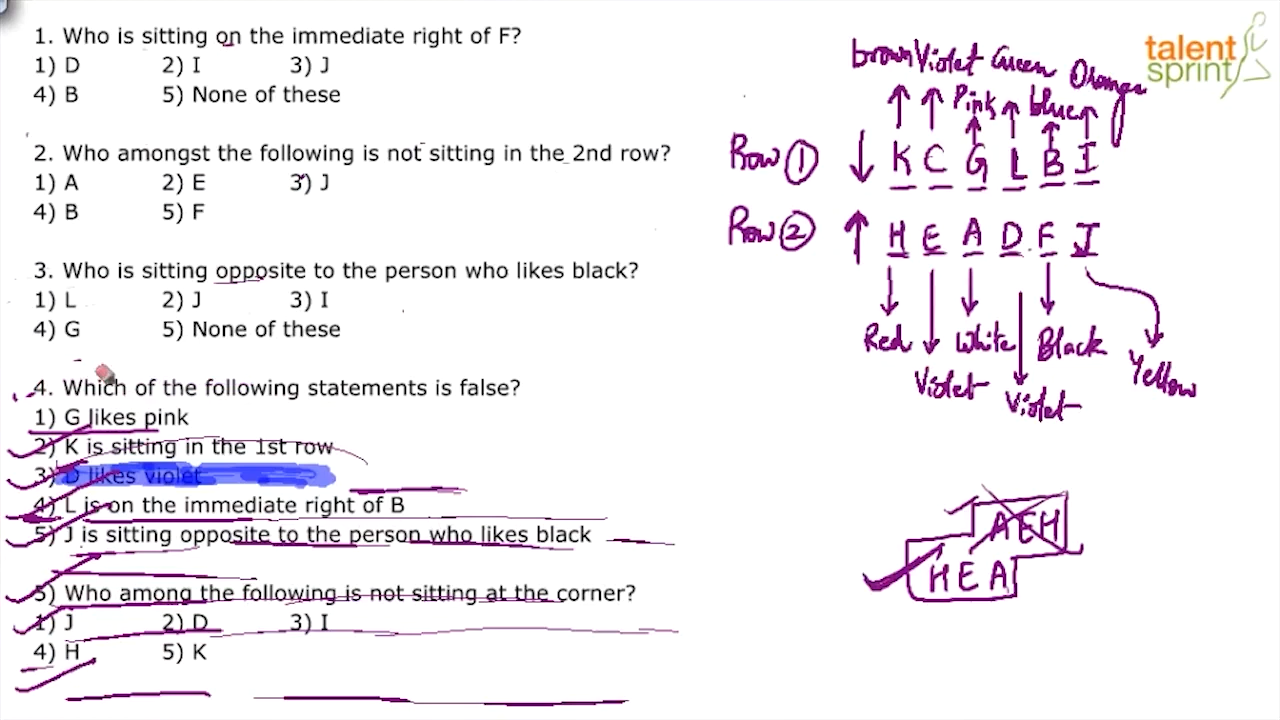 1. Who is sitting on the immediate right of F?
1) D 2) I 3) J
4) B 5) None of these
2. Who amongst the following is not sitting in the 2nd row?
1) A 2) E 3) J
4) B 5) F
3. Who is sitting opposite to the person who likes black?
1) L 2) J 3) I
4) G 5) None of these
4. Which of the following statements is false?
1) G likes pink
2) K is sitting in the 1st row
3) D likes violet
4) L is on the immediate right of B
5) J is sitting opposite to the person who likes black
5) Who among the following is not sitting at the corner?
1) J 2) D 3) I
4) H 5) K
talent
sprint
brown Violet Green Orange
Pink blue
Row 1 K C G L B I
Row 2 H E A D F J
Red White Black
Yellow
Violet Violet
A E H
H E A